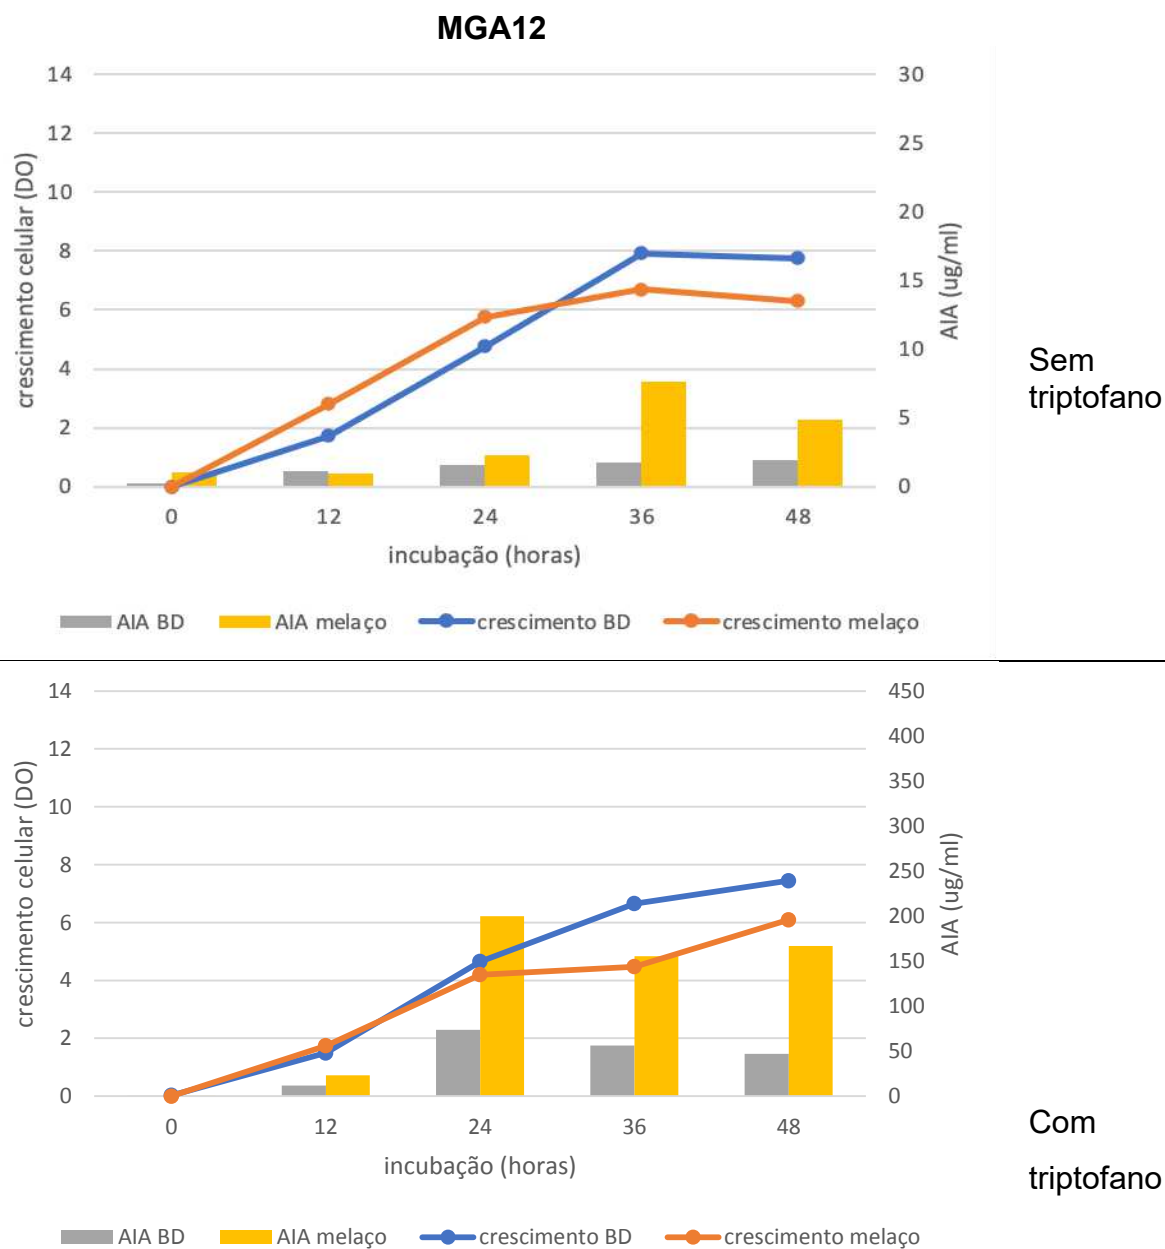 MGA12
14
12
10
8
6
4
2
0
crescimento celular (DO)
30
25
20
15
10
5
0
AIA (ug/ml)
0 12 24 36 48
incubação (horas)
AIA BD AIA melaço crescimento BD crescimento melaço
Sem
triptofano
14
12
10
8
6
4
2
0
crescimento celular (DO)
450
400
350
300
250
200
150
100
50
0
AIA (ug/ml)
0 12 24 36 48
incubação (horas)
AIA BD AIA melaço crescimento BD crescimento melaço
Com
triptofano